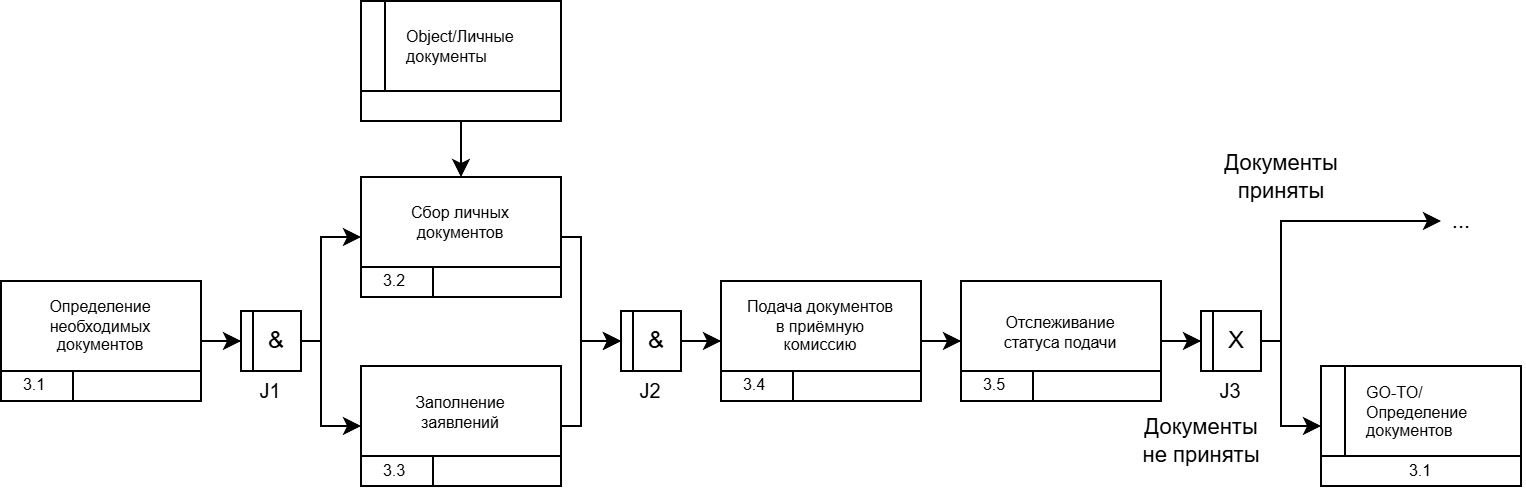 Object/Личные
документы
Сбор личных
документов
3.2
Определение
необходимых
документов
3.1
&
J1
Заполнение
заявлений
3.3
&
J2
Подача документов
в приёмную
комиссию
3.4
Отслеживание
статуса подачи
3.5
X
J3
Документы
приняты
...
Документы
не приняты
GO-TO/
Определение
документов
3.1